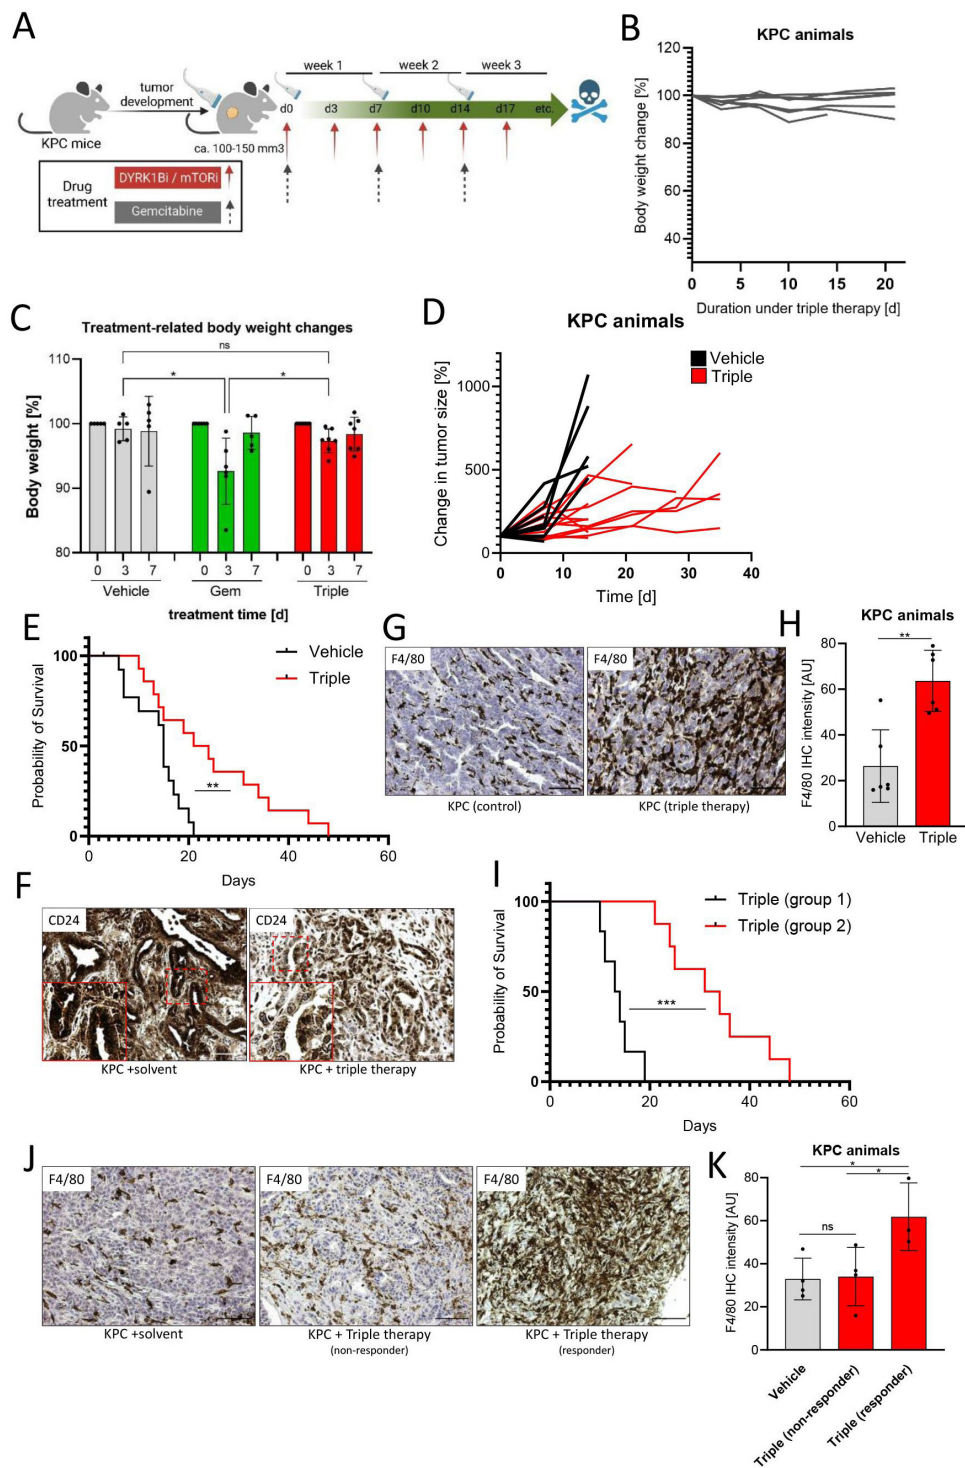 A
week 1
week 2
week 3
tumor
development
d0
d3
d7
d10
d14
d17
etc.
KPC mice
ca. 100-150 mm3
Drug
treatment
DYRK1Bi / mTORi
Gemcitabine
B
KPC animals
Body weight change [%]
120
100
80
60
40
0
5
10
15
20
Duration under triple therapy [d]
C
Treatment-related body weight changes
ns
*
*
Body weight [%]
110
100
90
80
0 3 7
0 3 7
0 3 7
Vehicle
Gem
Triple
treatment time [d]
D
KPC animals
Vehicle
Triple
Change in tumor size [%]
1000
500
0
0
10
20
30
40
Time [d]
E
Vehicle
Triple
Probability of Survival
100
50
0
**
0
20
40
60
Days
G
F4/80
F4/80
KPC (control)
KPC (triple therapy)
H
KPC animals
**
F4/80 IHC intensity [AU]
80
60
40
20
0
Vehicle
Triple
F
CD24
CD24
KPC +solvent
KPC + triple therapy
I
Triple (group 1)
Triple (group 2)
Probability of Survival
100
50
0
***
0
20
40
60
Days
J
F4/80
F4/80
F4/80
KPC +solvent
KPC + Triple therapy
(non-responder)
KPC + Triple therapy
(responder)
K
KPC animals
*
*
ns
F4/80 IHC intensity [AU]
80
60
40
20
0
Vehicle
Triple (non-responder)
Triple (responder)